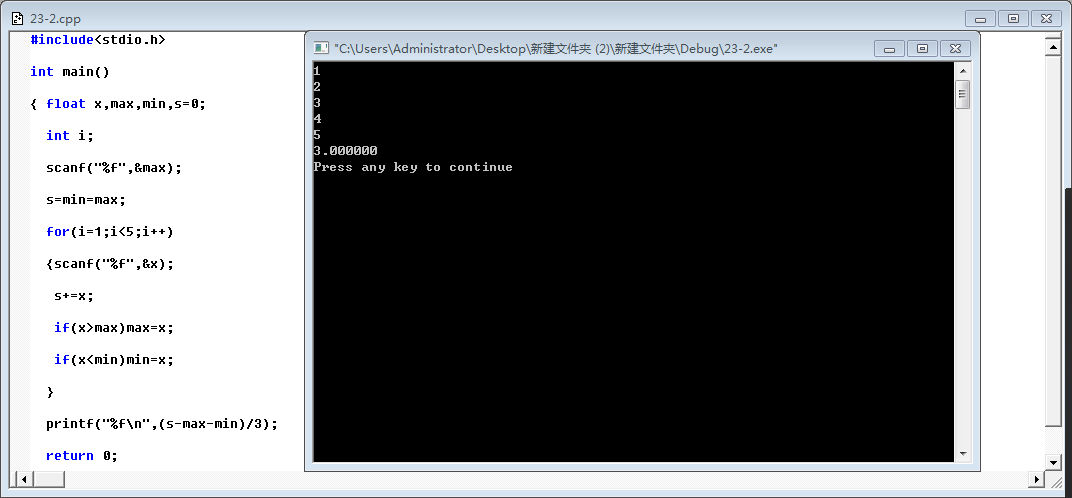 23-2.cpp
#include<stdio.h>
int main()
{ float x,max,min,s=0;
int i;
scanf("%f",&max);
s=min=max;
for(i=1;i<5;i++)
{scanf("%f",&x);
s+=x;
if(x>max)max=x;
if(x<min)min=x;
}
printf("%f\n",(s-max-min)/3);
return 0;
"C:\Users\Administrator\Desktop\新建文件夹 (2)\新建文件夹\Debug\23-2.exe"
1
2
3
4
5
3.000000
Press any key to continue